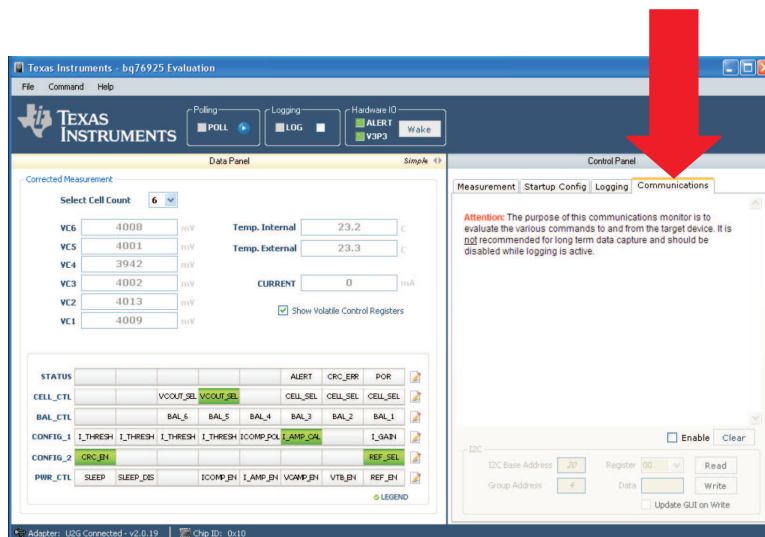 Texas Instruments - bq76925 Evaluation
File Command Help
TEXAS
INSTRUMENTS
Polling
POLL
Logging
LOG
Hardware IO
ALERT
V3P3
Wake
Data Panel
Simple
Corrected Measurement
Select Cell Count 6
VC6 4008 mV
VC5 4001 mV
VC4 3942 mV
VC3 4002 mV
VC2 4013 mV
VC1 4009 mV
Temp. Internal 23.2 C
Temp. External 23.3 C
CURRENT 0 mA
Show Volatile Control Registers
STATUS ALERT CRC_ERR POR
CELL_CTL VCOUT_SEL VCOUT_SEL CELL_SEL CELL_SEL CELL_SEL
BAL_CTL BAL_6 BAL_5 BAL_4 BAL_3 BAL_2 BAL_1
CONFIG_1 I_THRESH I_THRESH I_THRESH I_THRESH ICOMP_POL I_AMP_CAL I_GAIN
CONFIG_2 CRC_EN REF_SEL
PWR_CTL SLEEP SLEEP_DIS ICOMP_EN I_AMP_EN VCAMP_EN VTB_EN REF_EN
LEGEND
Control Panel
Measurement Startup Config Logging Communications
Attention: The purpose of this communications monitor is to
evaluate the various commands to and from the target device. It is
not recommended for long term data capture and should be
disabled while logging is active.
Enable Clear
I2C
I2C Base Address 20 Register 00 Read
Group Address 4 Data Write
Update GUI on Write
Adapter: U2G Connected - v2.0.19 Chip ID: 0x10